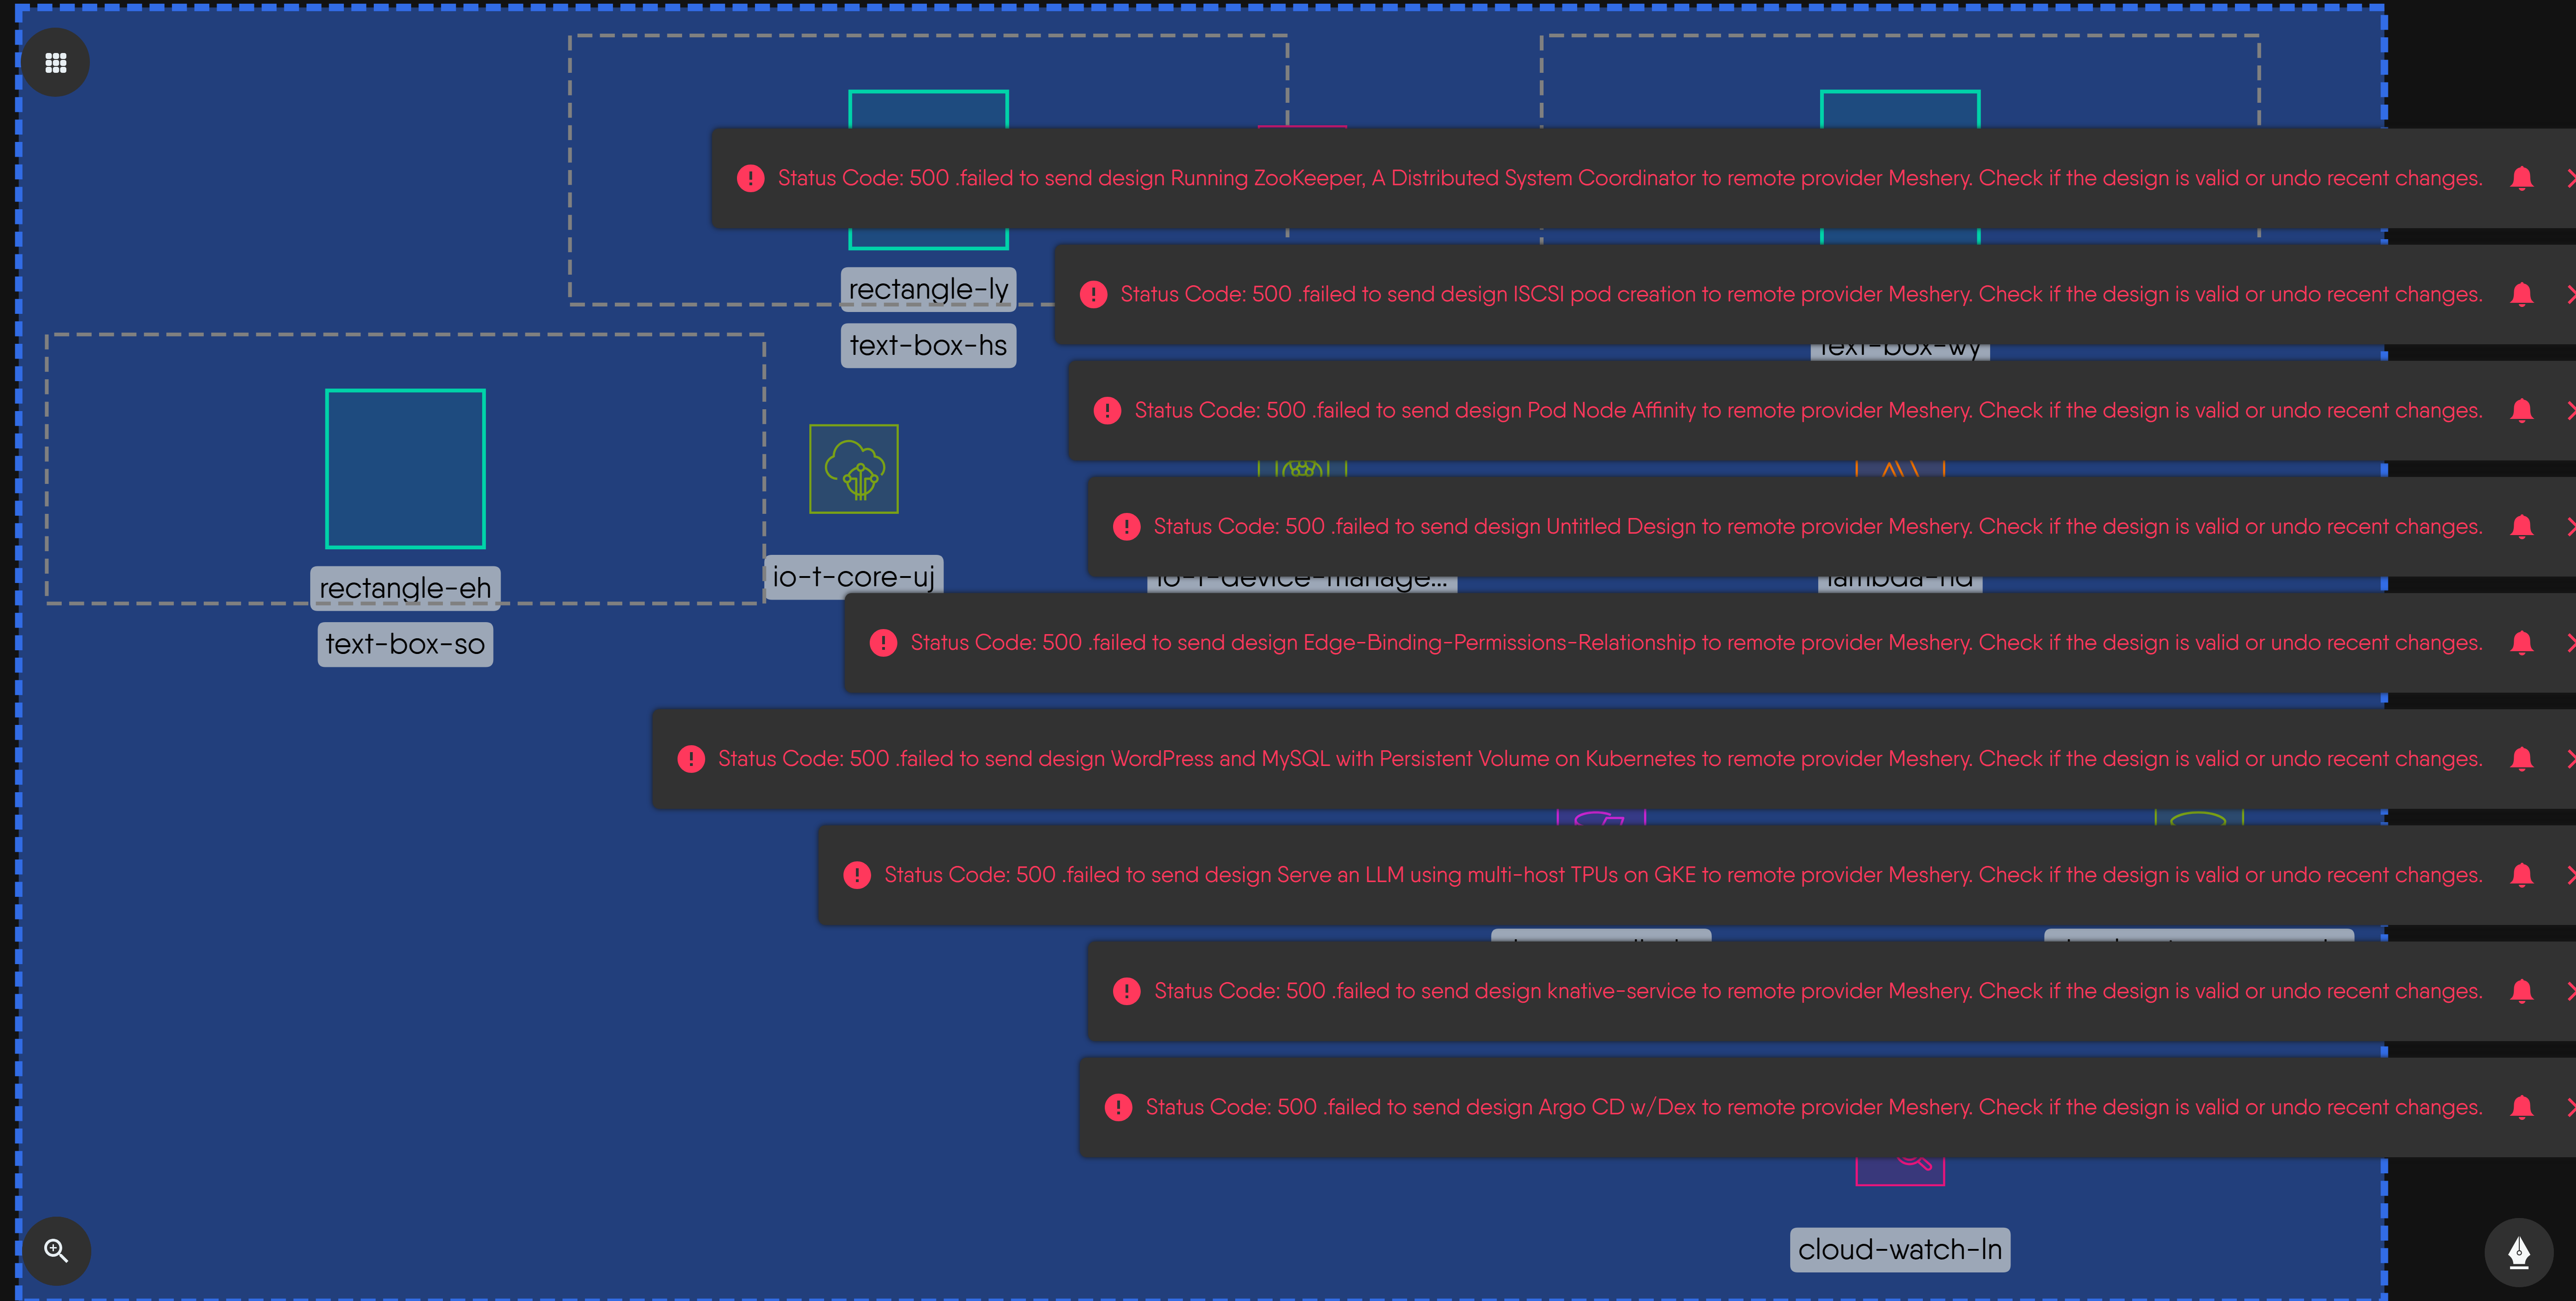 Status Code: 500 .failed to send design Running ZooKeeper, A Distributed System Coordinator to remote provider Meshery. Check if the design is valid or undo recent changes.
rectangle-ly
Status Code: 500 .failed to send design ISCSI pod creation to remote provider Meshery. Check if the design is valid or undo recent changes.
text-box-hs
text-box-wy
Status Code: 500 .failed to send design Pod Node Affinity to remote provider Meshery. Check if the design is valid or undo recent changes.
Status Code: 500 .failed to send design Untitled Design to remote provider Meshery. Check if the design is valid or undo recent changes.
rectangle-eh
io-t-core-uj
io-t-device-manage...
text-box-so
Status Code: 500 .failed to send design Edge-Binding-Permissions-Relationship to remote provider Meshery. Check if the design is valid or undo recent changes.
Status Code: 500 .failed to send design WordPress and MySQL with Persistent Volume on Kubernetes to remote provider Meshery. Check if the design is valid or undo recent changes.
Status Code: 500 .failed to send design Serve an LLM using multi-host TPUs on GKE to remote provider Meshery. Check if the design is valid or undo recent changes.
Status Code: 500 .failed to send design knative-service to remote provider Meshery. Check if the design is valid or undo recent changes.
Status Code: 500 .failed to send design Argo CD w/Dex to remote provider Meshery. Check if the design is valid or undo recent changes.
cloud-watch-ln